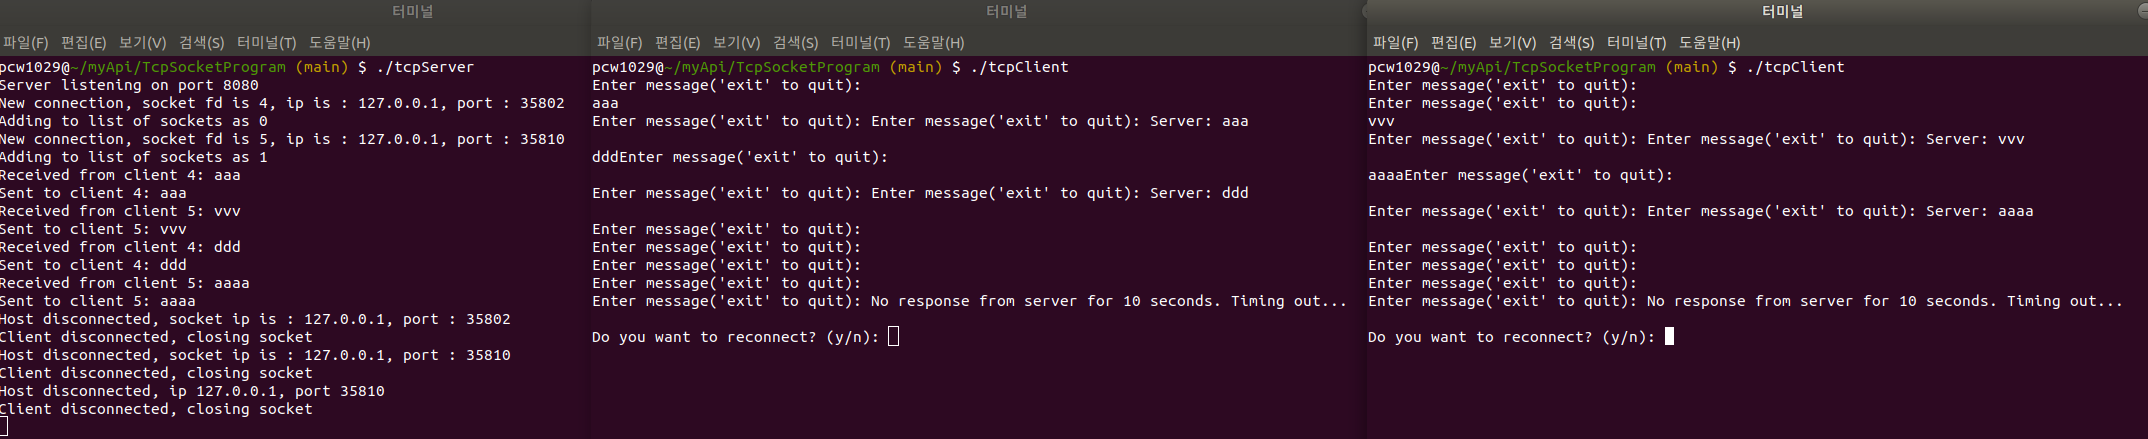 터미널
파일(F) 편집(E) 보기(V) 검색(S) 터미널(T) 도움말(H)
pcw1029@~/myApi/TcpSocketProgram (main) $ ./tcpServer
Server listening on port 8080
New connection, socket fd is 4, ip is : 127.0.0.1, port : 35802
Adding to list of sockets as 0
New connection, socket fd is 5, ip is : 127.0.0.1, port : 35810
Adding to list of sockets as 1
Received from client 4: aaa
Sent to client 4: aaa
Received from client 5: vvv
Sent to client 5: vvv
Received from client 4: ddd
Sent to client 4: ddd
Received from client 5: aaaa
Sent to client 5: aaaa
Host disconnected, socket ip is : 127.0.0.1, port : 35802
Client disconnected, closing socket
Host disconnected, socket ip is : 127.0.0.1, port : 35810
Client disconnected, closing socket
Host disconnected, ip 127.0.0.1, port 35810
Client disconnected, closing socket
터미널
파일(F) 편집(E) 보기(V) 검색(S) 터미널(T) 도움말(H)
pcw1029@~/myApi/TcpSocketProgram (main) $ ./tcpClient
Enter message('exit' to quit):
aaa
Enter message('exit' to quit): Enter message('exit' to quit): Server: aaa
dddEnter message('exit' to quit):
Enter message('exit' to quit): Enter message('exit' to quit): Server: ddd
Enter message('exit' to quit):
Enter message('exit' to quit):
Enter message('exit' to quit):
Enter message('exit' to quit):
Enter message('exit' to quit): No response from server for 10 seconds. Timing out...
Do you want to reconnect? (y/n):
터미널
파일(F) 편집(E) 보기(V) 검색(S) 터미널(T) 도움말(H)
pcw1029@~/myApi/TcpSocketProgram (main) $ ./tcpClient
Enter message('exit' to quit):
Enter message('exit' to quit):
vvv
Enter message('exit' to quit): Enter message('exit' to quit): Server: vvv
aaaaEnter message('exit' to quit):
Enter message('exit' to quit): Enter message('exit' to quit): Server: aaaa
Enter message('exit' to quit):
Enter message('exit' to quit):
Enter message('exit' to quit):
Enter message('exit' to quit): No response from server for 10 seconds. Timing out...
Do you want to reconnect? (y/n):